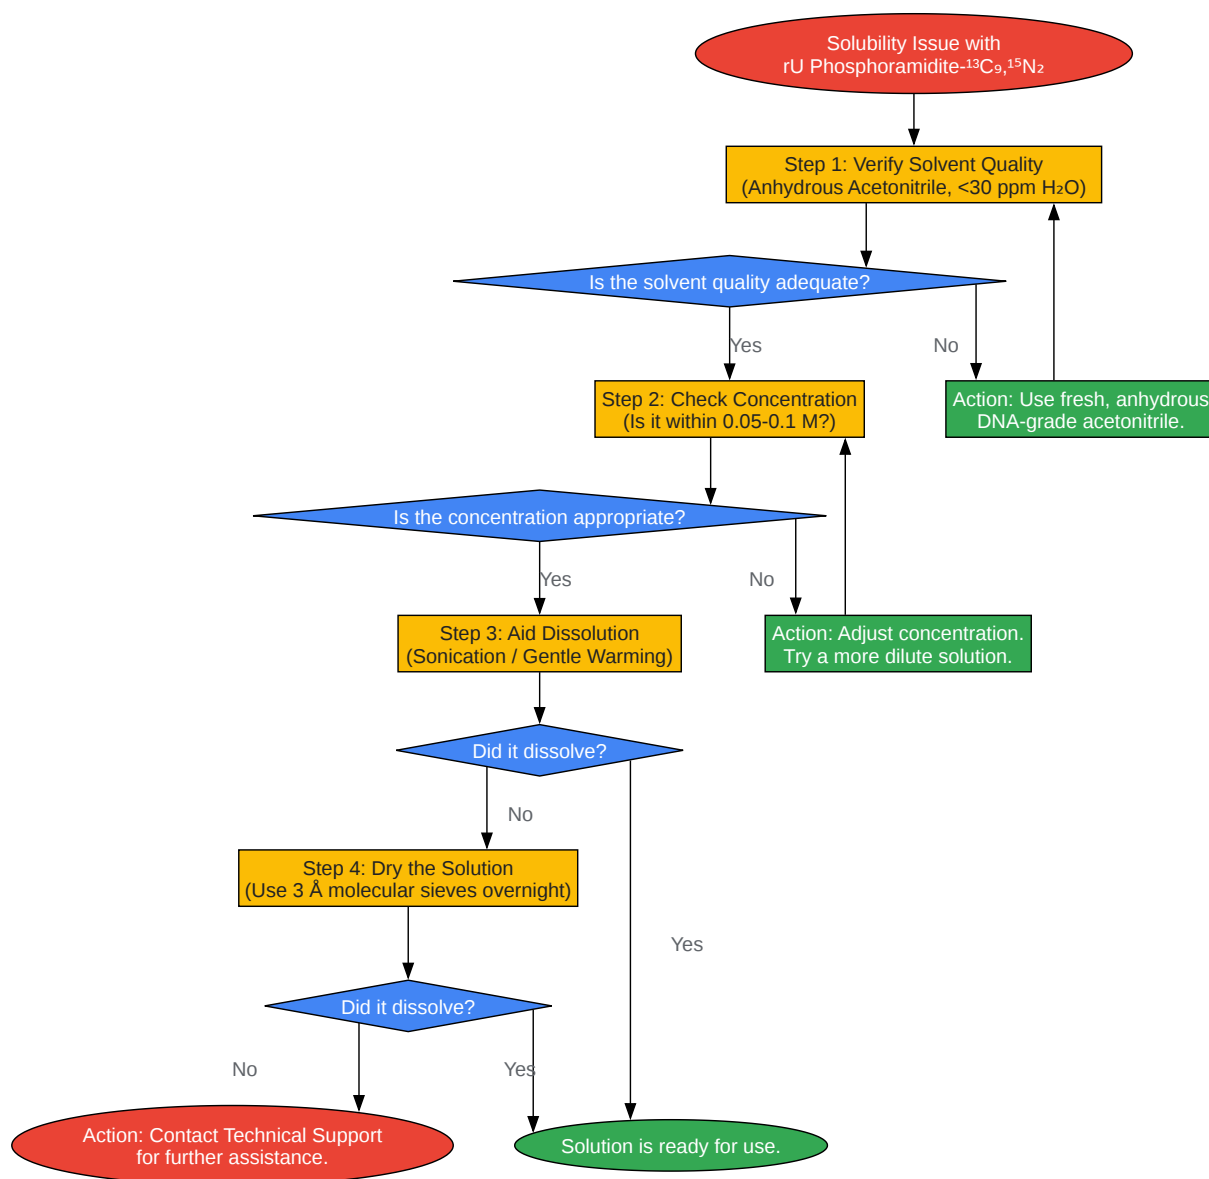 Solubility Issue with
rU Phosphoramidite-¹³C₉,¹⁵N₂
Step 1: Verify Solvent Quality
(Anhydrous Acetonitrile, <30 ppm H₂O)
Is the solvent quality adequate?
Yes
No
Step 2: Check Concentration
(Is it within 0.05-0.1 M?)
Action: Use fresh, anhydrous
DNA-grade acetonitrile.
Is the concentration appropriate?
Yes
No
Step 3: Aid Dissolution
(Sonication / Gentle Warming)
Action: Adjust concentration.
Try a more dilute solution.
Did it dissolve?
No
Step 4: Dry the Solution
(Use 3 Å molecular sieves overnight)
Yes
Did it dissolve?
No
Yes
Action: Contact Technical Support
for further assistance.
Solution is ready for use.